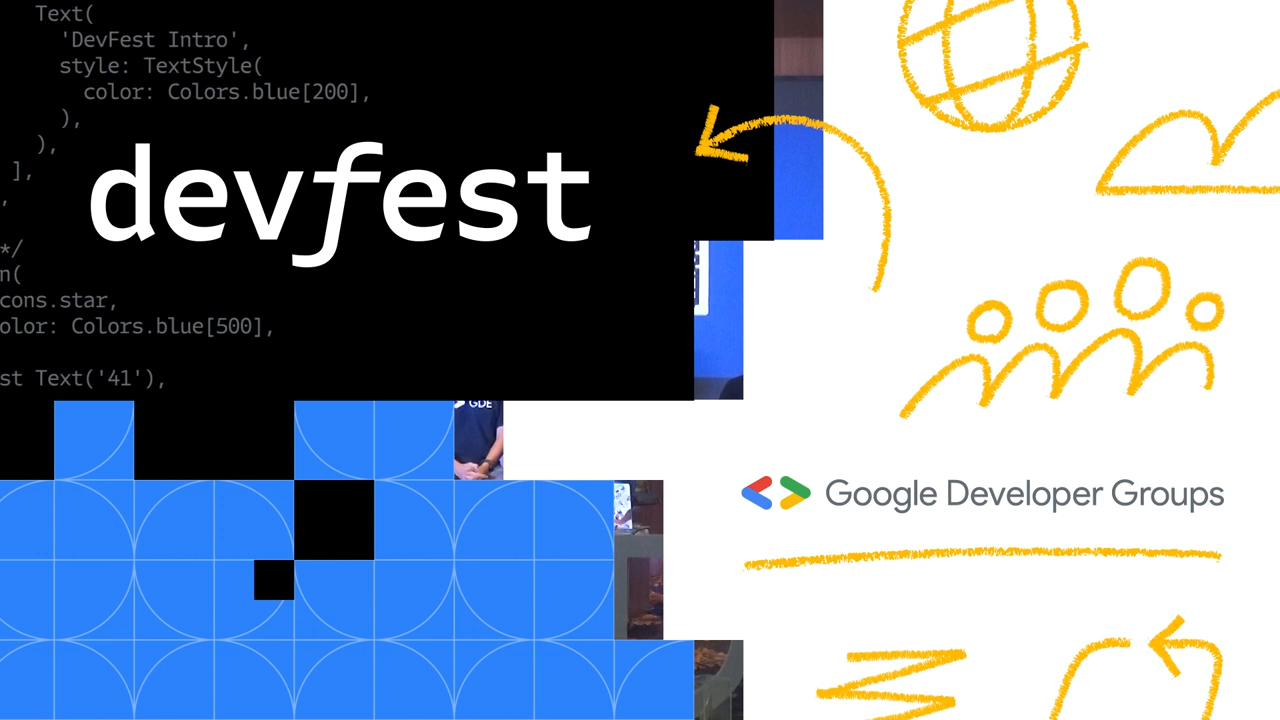 Text(
'DevFest Intro',
style: TextStyle(
color: Colors.blue[200],
),
),
],
,
*/
n(
cons.star,
olor: Colors.blue[500],
st Text('41'),
devfest
GDE
Google Developer Groups